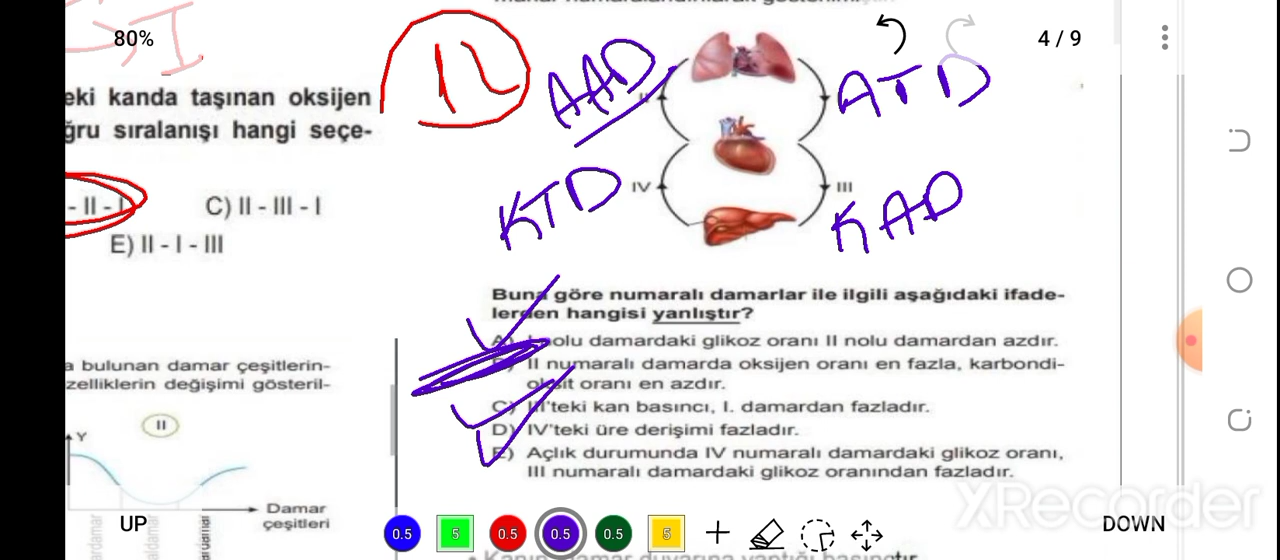 80%
4 / 9
eki kanda taşınan oksijen
ğru sıralanışı hangi seçe-
- II - I
C) II - III - I
E) II - I - III
a bulunan damar çeşitlerin-
zelliklerin değişimi gösteril-
II
Y
Damar
çeşitleri
12
AAD
ATD
II
KTD
IV
III
KAD
Buna göre numaralı damarlar ile ilgili aşağıdaki ifade-
lerden hangisi yanlıştır?
A) I nolu damardaki glikoz oranı II nolu damardan azdır.
B) II numaralı damarda oksijen oranı en fazla, karbondi-
oksit oranı en azdır.
C) III'teki kan basıncı, I. damardan fazladır.
D) IV'teki üre derişimi fazladır.
E) Açlık durumunda IV numaralı damardaki glikoz oranı,
III numaralı damardaki glikoz oranından fazladır.
XRecorder
UP
0.5
5
0.5
0.5
0.5
5
DOWN